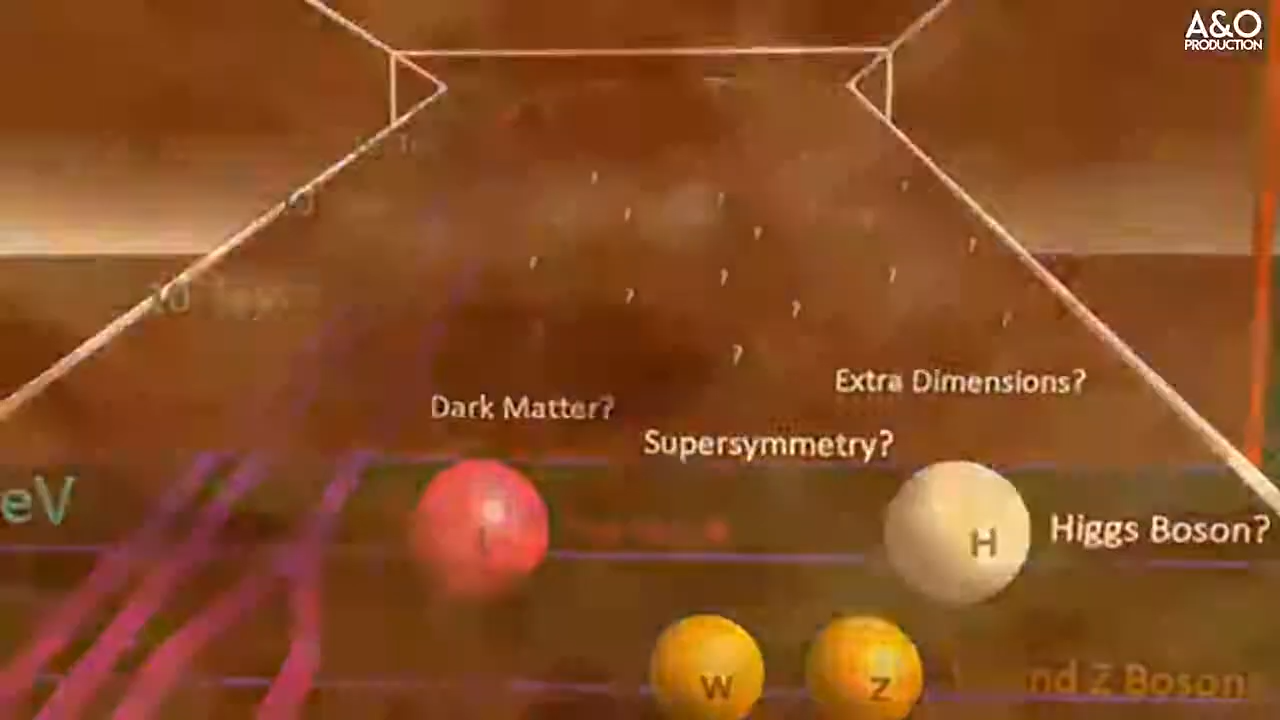 A&O
PRODUCTION
?
?
?
?
?
?
?
?
?
?
?
?
?
?
Extra Dimensions?
Dark Matter?
Supersymmetry?
eV
H
Higgs Boson?
W
Z
nd Z Boson